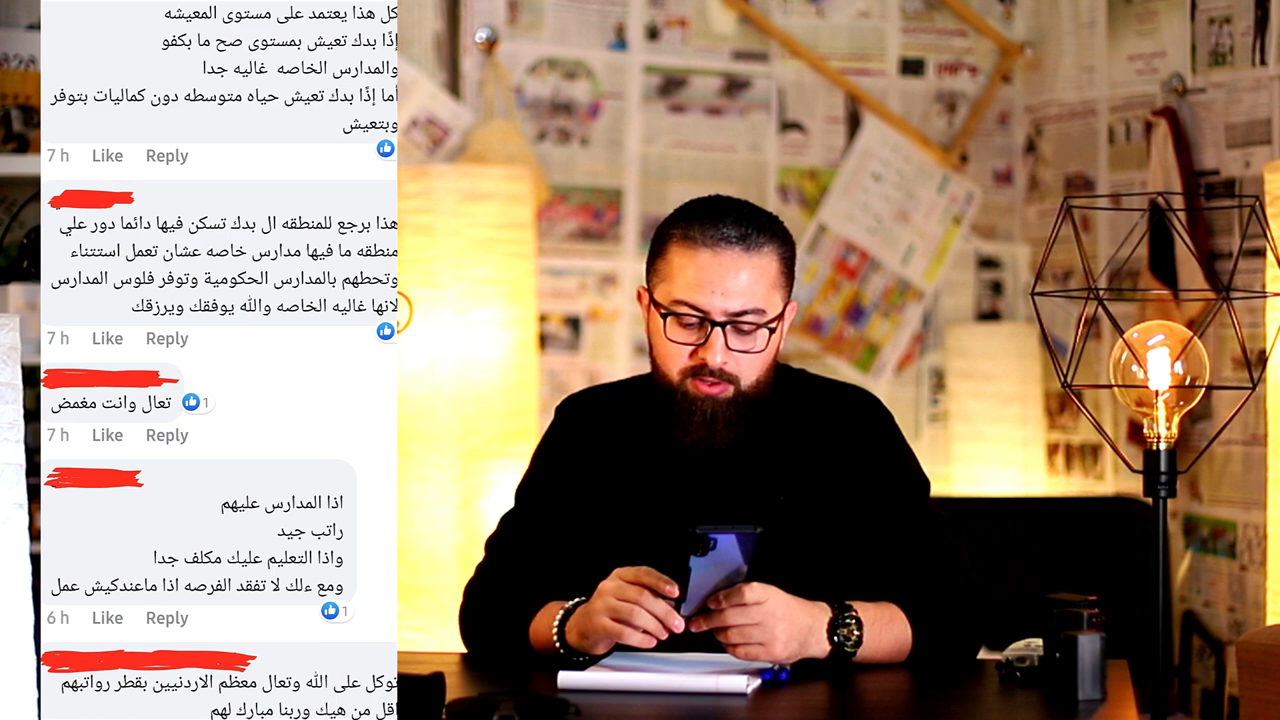 كل هذا يعتمد على مستوى المعيشه
إذًا بدك تعيش بمستوى صح ما بكفو
والمدارس الخاصه غاليه جدا
أما إذًا بدك تعيش حياه متوسطه دون كماليات بتوفر
وبتعيش
7 h Like Reply
هذا يرجع للمنطقه ال بدك تسكن فيها دائما دور علي
منطقه ما فيها مدارس خاصه عشان تعمل استتناء
وتحطهم بالمدارس الحكومية وتوفر فلوس المدارس
لانها غاليه الخاصه والله يوفقك ويرزقك
7 h Like Reply
تعال وانت مغمض
1
7 h Like Reply
اذا المدارس عليهم
راتب جيد
واذا التعليم عليك مكلف جدا
ومع ءلك لا تفقد الفرصه اذا ماعندكيش عمل
1
6 h Like Reply
توكل على الله وتعال معظم الاردنيين بقطر رواتبهم
اقل من هيك وربنا مبارك لهم